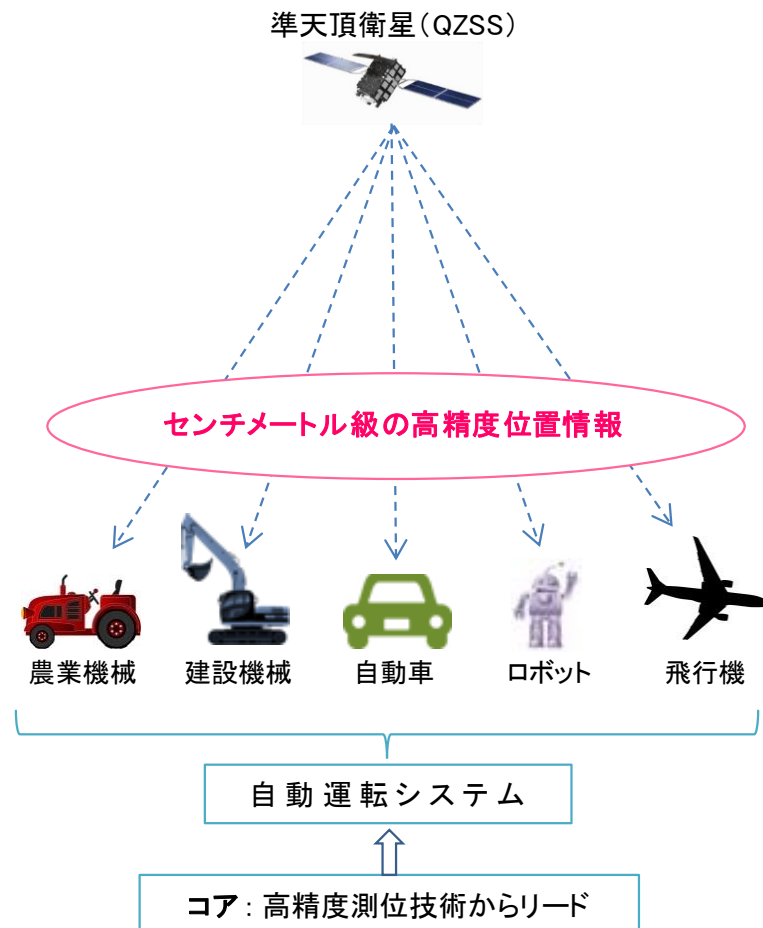 準天頂衛星（QZSS）
センチメートル級の高精度位置情報
農業機械 建設機械 自動車 ロボット 飛行機
自動運転システム
コア：高精度測位技術からリード